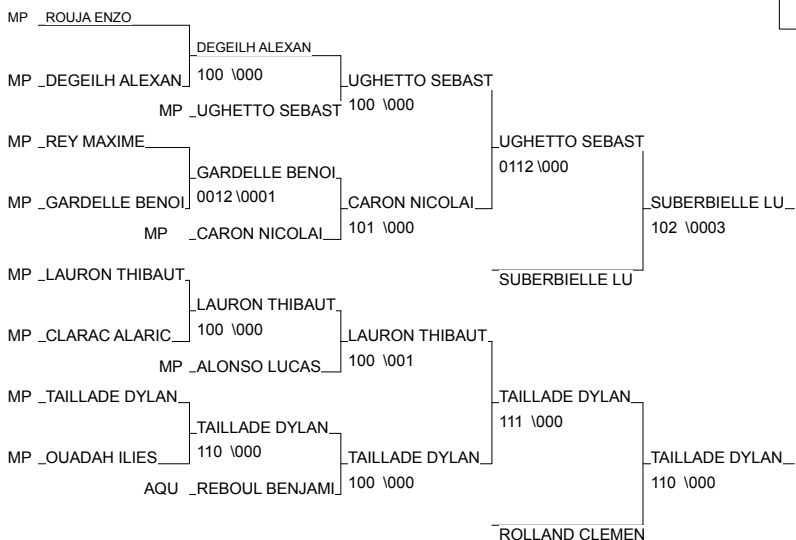 MP ROUJA ENZO
DEGEILH ALEXAN
MP DEGEILH ALEXAN 100 \000
UGHETTO SEBAST
MP UGHETTO SEBAST 100 \000
MP REY MAXIME
UGHETTO SEBAST
0112 \000
GARDELLE BENOI
MP GARDELLE BENOI 0012 \0001
CARON NICOLAI
SUBERBIELLE LU
MP CARON NICOLAI 101 \000
102 \0003
MP LAURON THIBAUT
SUBERBIELLE LU
LAURON THIBAUT
MP CLARAC ALARIC 100 \000
LAURON THIBAUT
MP ALONSO LUCAS 100 \001
MP TAILLADE DYLAN
TAILLADE DYLAN
111 \000
TAILLADE DYLAN
MP OUADAH ILIES 110 \000
TAILLADE DYLAN
TAILLADE DYLAN
AQU REBOUL BENJAMI 100 \000
110 \000
ROLLAND CLEMEN